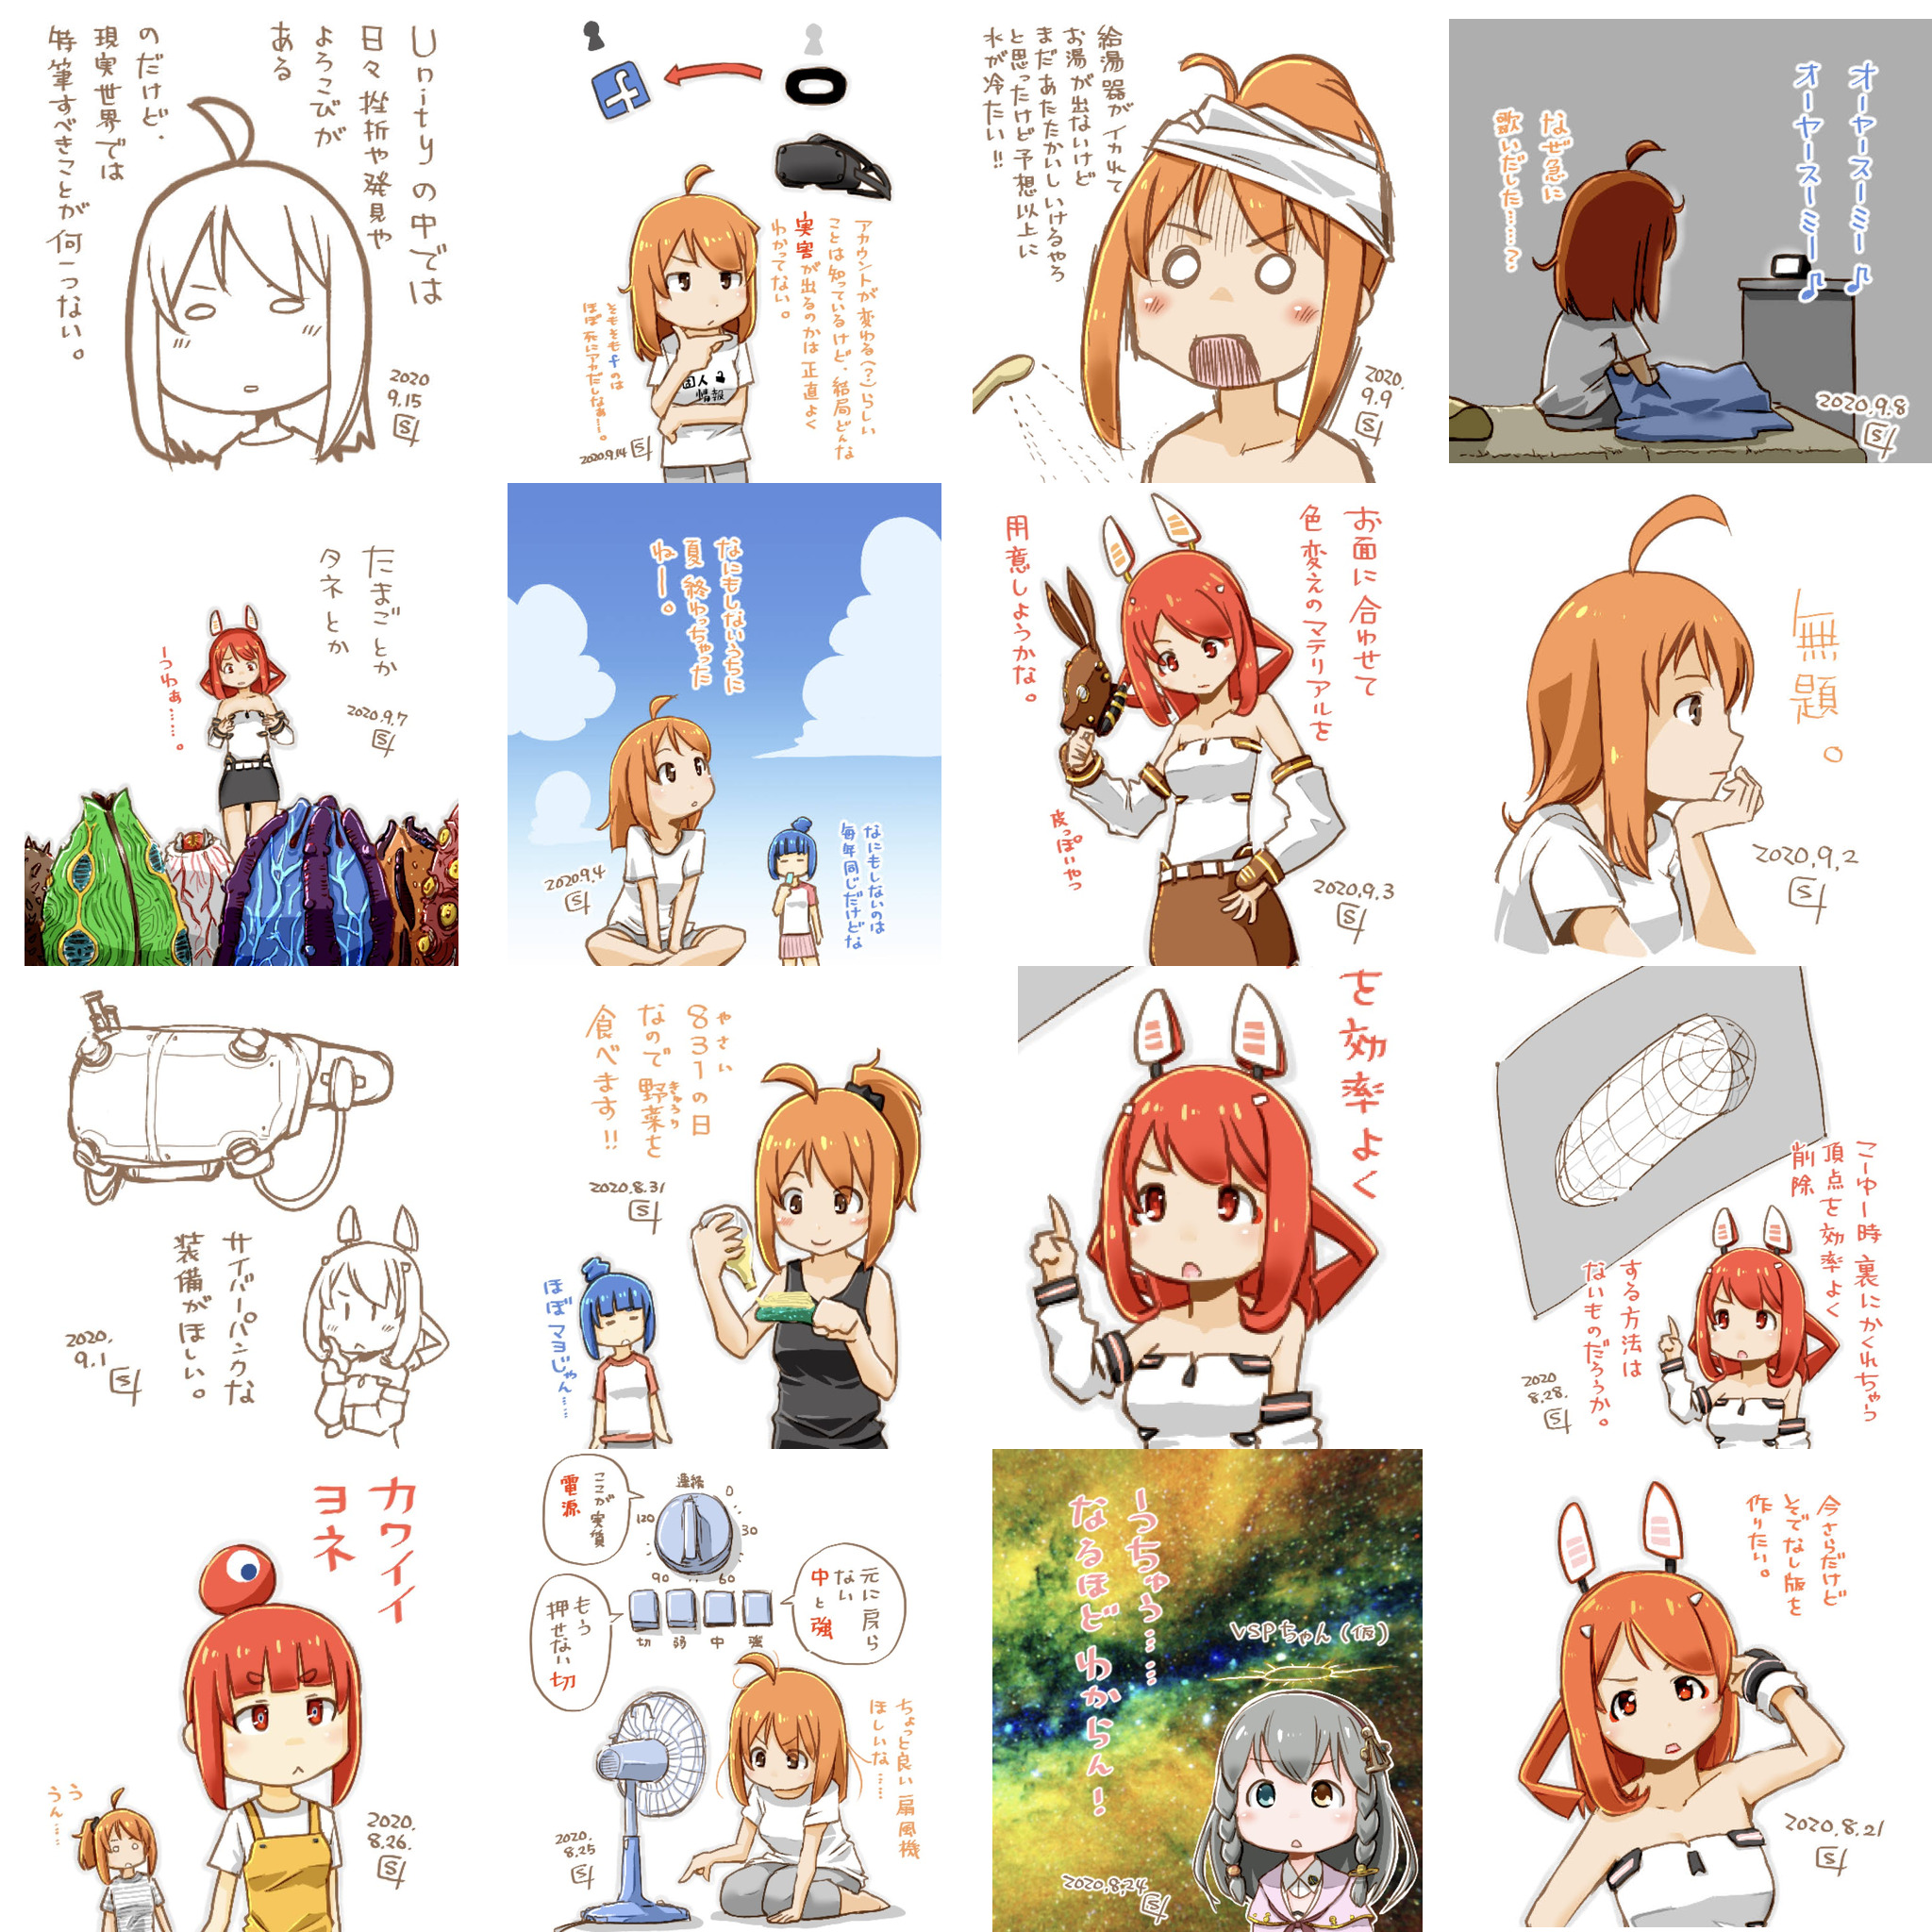 Unityの中では
日々挫折や発見や
よろこびが
ある
のだけど、
現実世界では
特筆すべきことが何一つない。
2020
9.15
f
アカウントが変わる(?)らしい
ことは知っているけど、結局どんな
実害が出るのかは正直よく
わかってない。
そもそもfのは
ほぼ死にアカだしなぁ…。
個人
情報
2020.9.14
給湯器がイカれて
お湯が出ないけど
まだあたたかいしいけるやろ
と思ったけど予想以上に
水が冷たい!!
2020.
9.9
オーヤースーミー♪
オーヤースーミー♪
なぜ急に
歌いだした……?
2020.9.8
たまごとか
タネとか
2020.9.7
うわぁ……。
なにもしないうちに
夏終わっちゃった
ねー。
なにもしないのは
毎年同じだけどな
2020.9.4
お面に合わせて
色変えのマテリアルを
用意しようかな。
皮っぽいやつ
2020.9.3
無題。
2020.9.2
サイバーパンクな
装備がほしい。
2020.
9.1
やさい
831の日
なので野菜を
きゅうり
食べます!!
2020.8.31
ほぼマヨじゃん……
を効率よく
こーゆー時裏にかくれちゃう
頂点を効率よく
削除
する方法は
ないものだろうか。
2020
8.28.
カワイイ
ヨネ
う
うん……
2020.
8.26.
ここが実質
電源
連続
0
30
60
90
120
元に戻ら
ない
中と強
もう
押せない
切
切 弱 中 強
ちょっと良い扇風機
ほしいな……
2020.
8.25
うちゅう……
なるほどわからん!
VSPちゃん(仮)
2020.8.24
今さらだけど
そでなし版を
作りたい。
2020.8.21